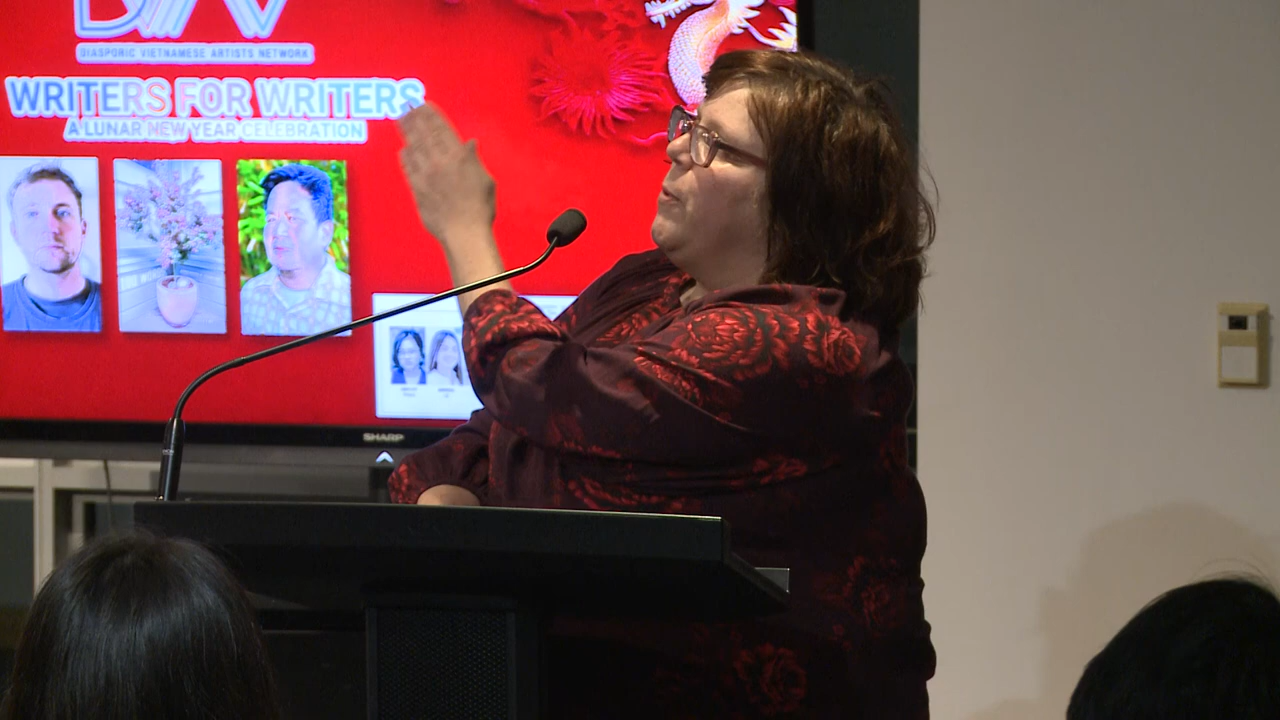 DIASPORIC VIETNAMESE ARTISTS NETWORK
WRITERS FOR WRITERS
A LUNAR NEW YEAR CELEBRATION
SHARP